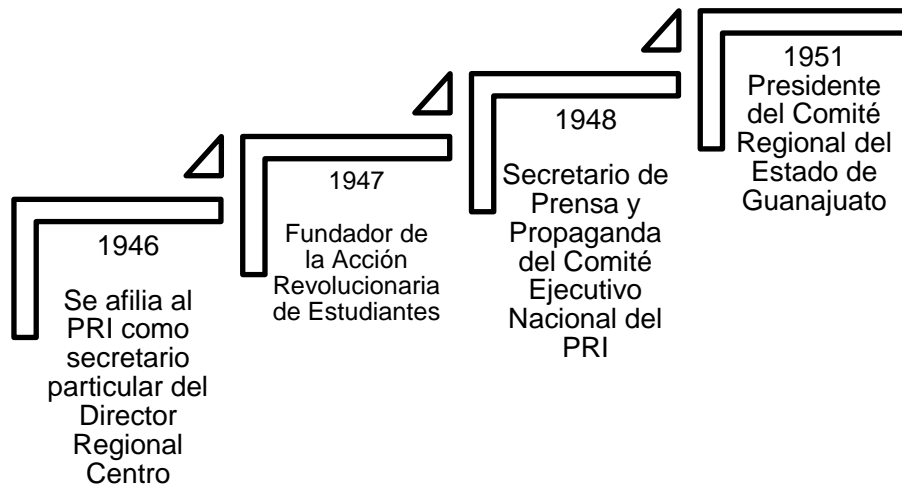 1946
Se afilia al
PRI como
secretario
particular del
Director
Regional
Centro
1947
Fundador de
la Acción
Revolucionaria
de Estudiantes
1948
Secretario de
Prensa y
Propaganda
del Comité
Ejecutivo
Nacional del
PRI
1951
Presidente
del Comité
Regional del
Estado de
Guanajuato